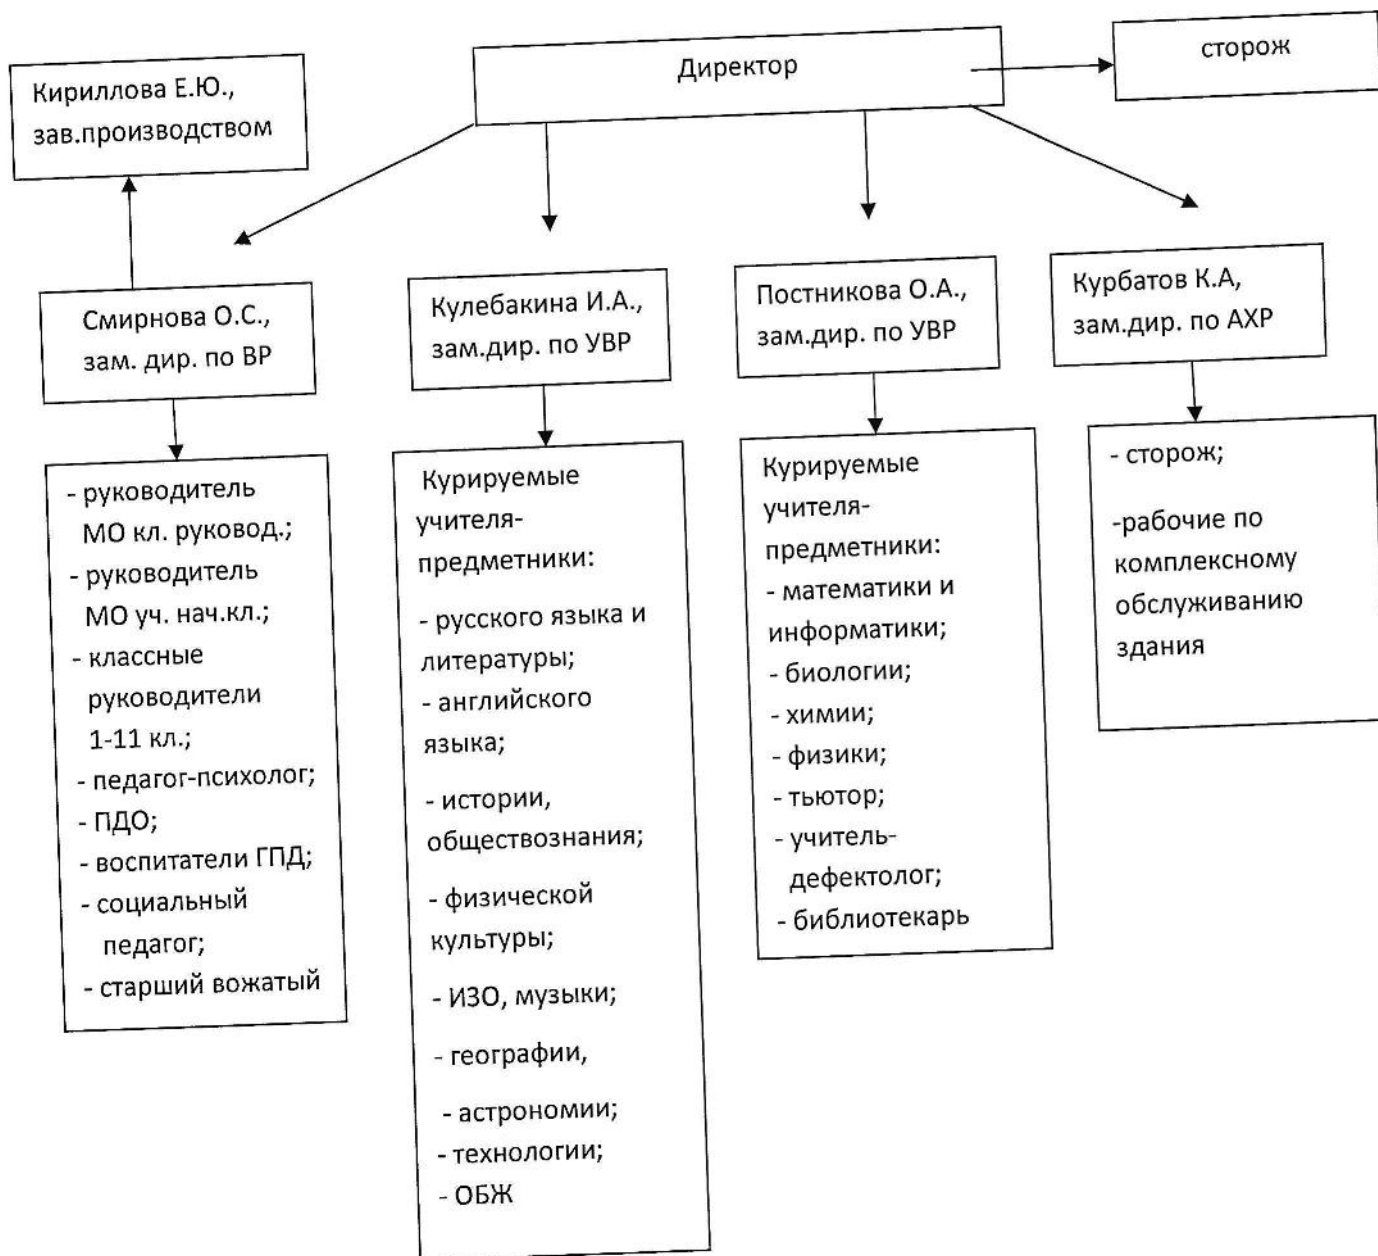 Директор
сторож
Кириллова Е.Ю.,
зав.производством
Смирнова О.С.,
зам. дир. по ВР
Кулебакина И.А.,
зам.дир. по УВР
Постникова О.А.,
зам.дир. по УВР
Курбатов К.А,
зам.дир. по АХР
- руководитель
МО кл. руковод.;
- руководитель
МО уч. нач.кл.;
- классные
руководители
1-11 кл.;
- педагог-психолог;
- ПДО;
- воспитатели ГПД;
- социальный
педагог;
- старший вожатый
Курируемые
учителя-
предметники:
- русского языка и
литературы;
- английского
языка;
- истории,
обществознания;
- физической
культуры;
- ИЗО, музыки;
- географии,
- астрономии;
- технологии;
- ОБЖ
Курируемые
учителя-
предметники:
- математики и
информатики;
- биологии;
- химии;
- физики;
- тьютор;
- учитель-
дефектолог;
- библиотекарь
- сторож;
-рабочие по
комплексному
обслуживанию
здания